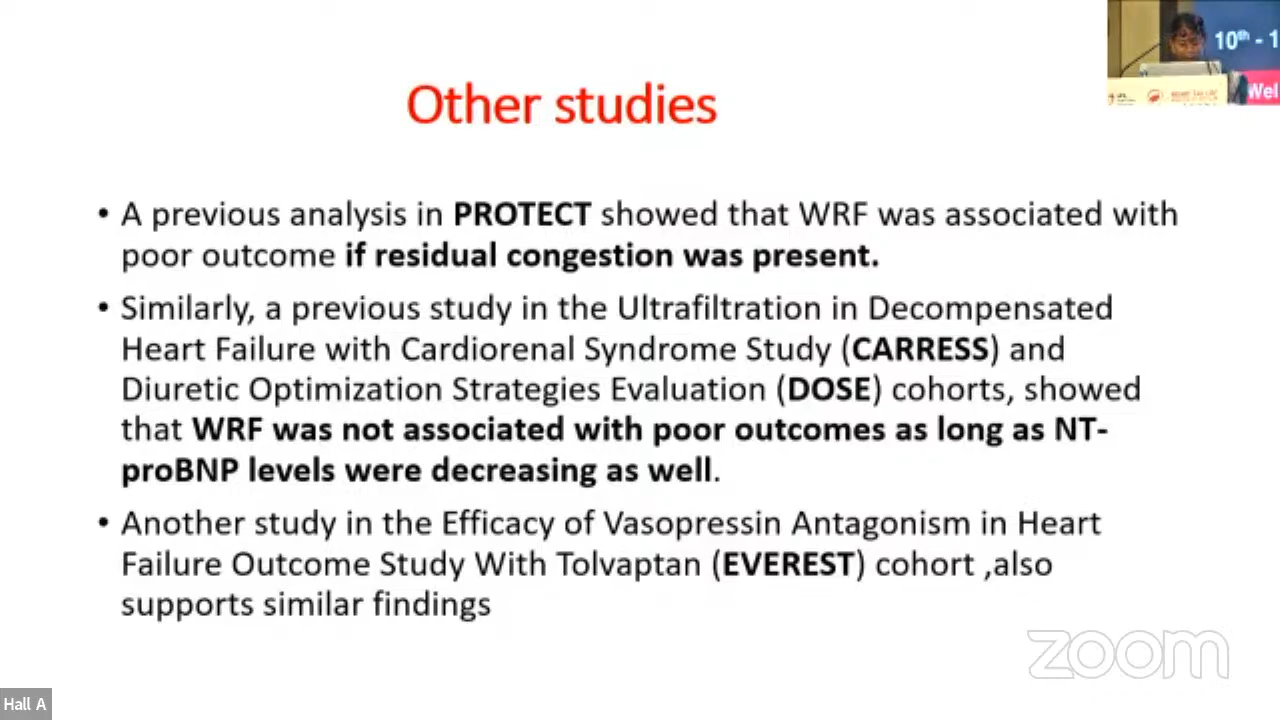 10th - 1
Wel
Other studies
• A previous analysis in PROTECT showed that WRF was associated with
poor outcome if residual congestion was present.
• Similarly, a previous study in the Ultrafiltration in Decompensated
Heart Failure with Cardiorenal Syndrome Study (CARRESS) and
Diuretic Optimization Strategies Evaluation (DOSE) cohorts, showed
that WRF was not associated with poor outcomes as long as NT-
proBNP levels were decreasing as well.
• Another study in the Efficacy of Vasopressin Antagonism in Heart
Failure Outcome Study With Tolvaptan (EVEREST) cohort ,also
supports similar findings
zoom
Hall A